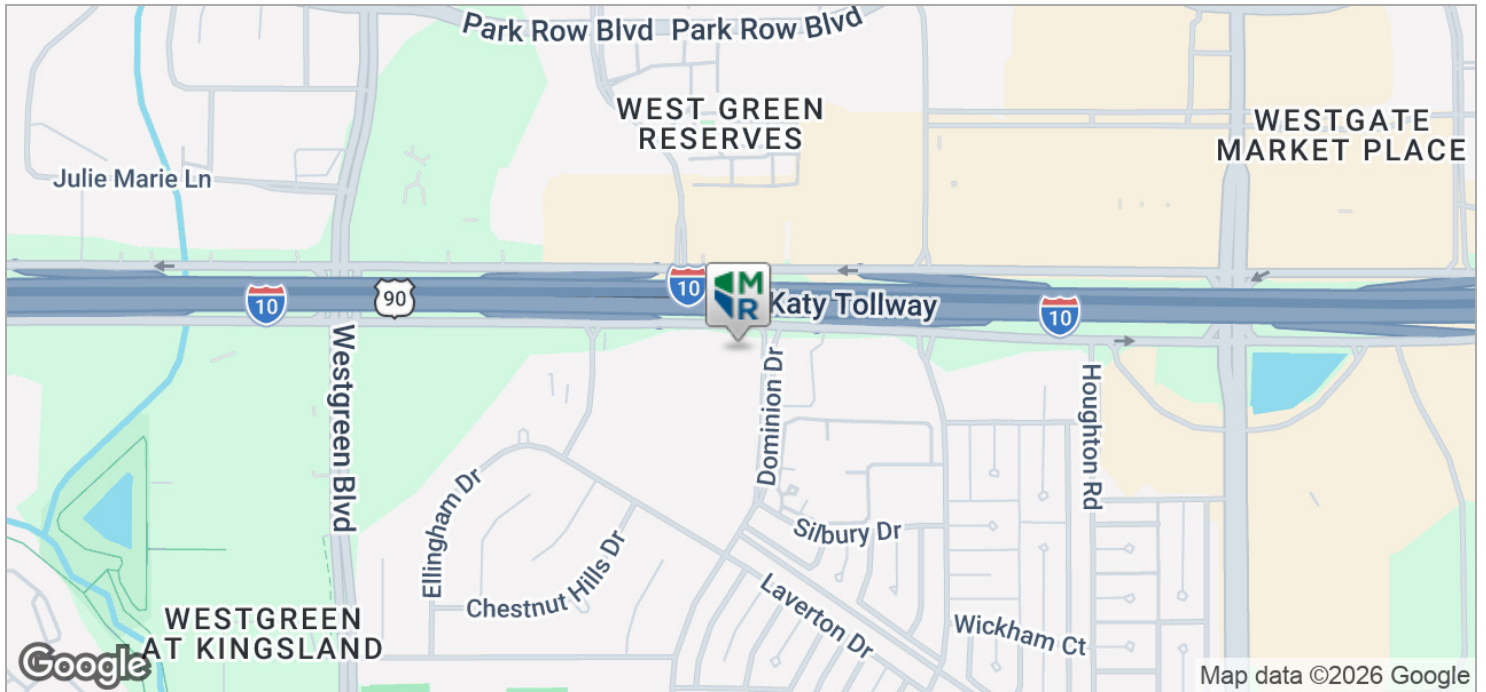 Park Row Blvd
Park Row Blvd
WEST GREEN
RESERVES
WESTGATE
MARKET PLACE
Julie Marie Ln
10
90
10
M
R
Katy Tollway
10
Westgreen Blvd
Dominion Dr
Houghton Rd
Ellingham Dr
Chestnut Hills Dr
Silbury Dr
Laverton Dr
Wickham Ct
WESTGREEN
AT KINGSLAND
Google
Map data ©2026 Google